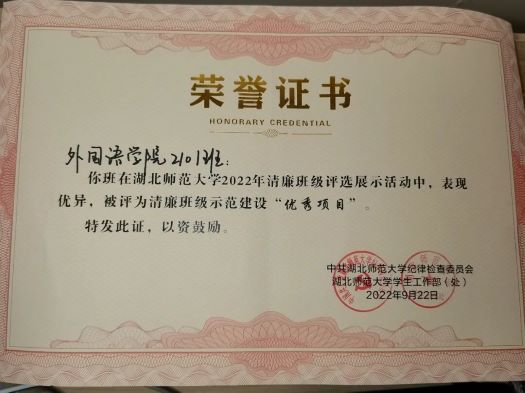 荣誉证书
HONORARY CREDENTIAL
外国语学院2101班：
你班在湖北师范大学2022年清廉班级评选展示活动中，表现
优异，被评为清廉班级示范建设“优秀项目”。
特发此证，以资鼓励。
中共湖北师范大学纪律检查委员会
湖北师范大学学生工作部（处）
2022年9月22日